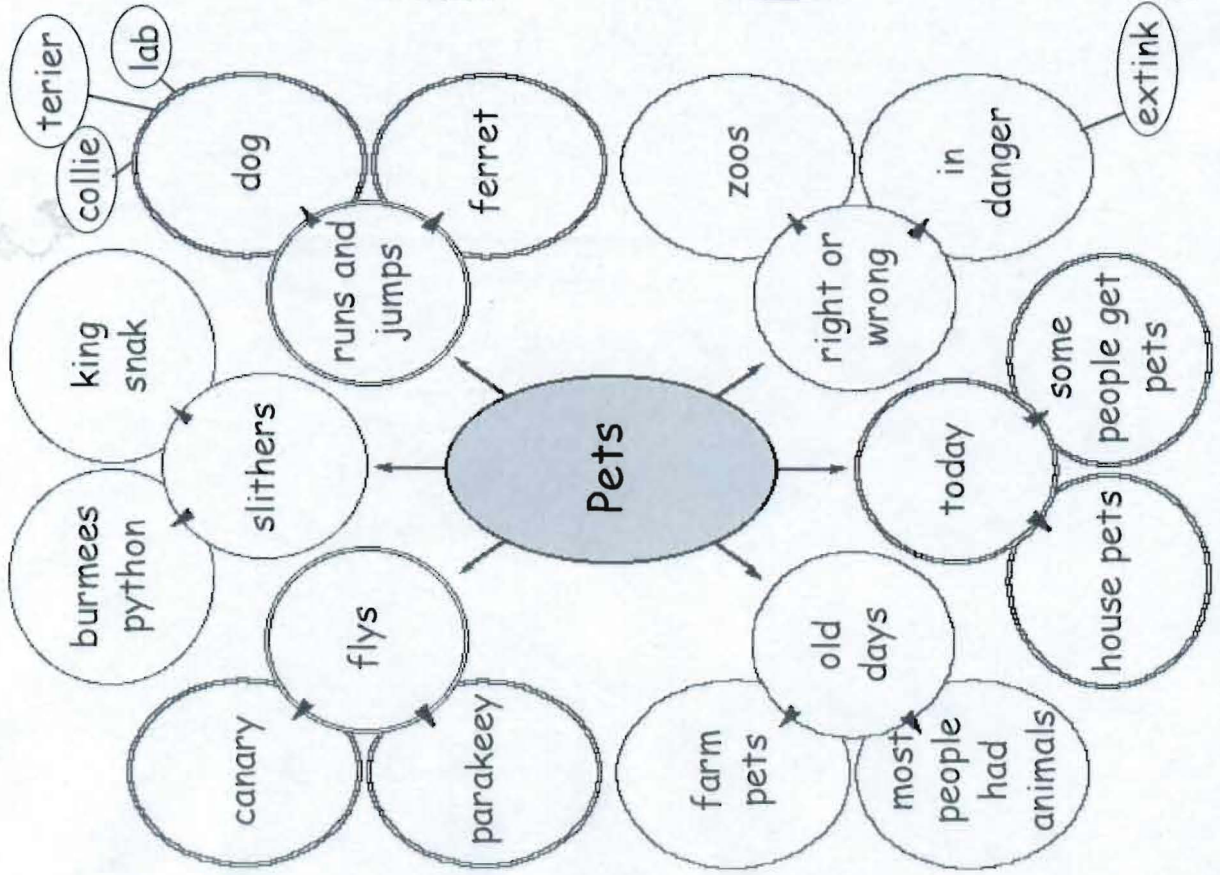 terier
lab
collie
dog
ferret
runs and
jumps
king
snak
burmees
python
slithers
canary
parakeey
flys
Pets
zoos
in
danger
extink
right or
wrong
today
some
people get
pets
house pets
old
days
farm
pets
most
people
had
animals